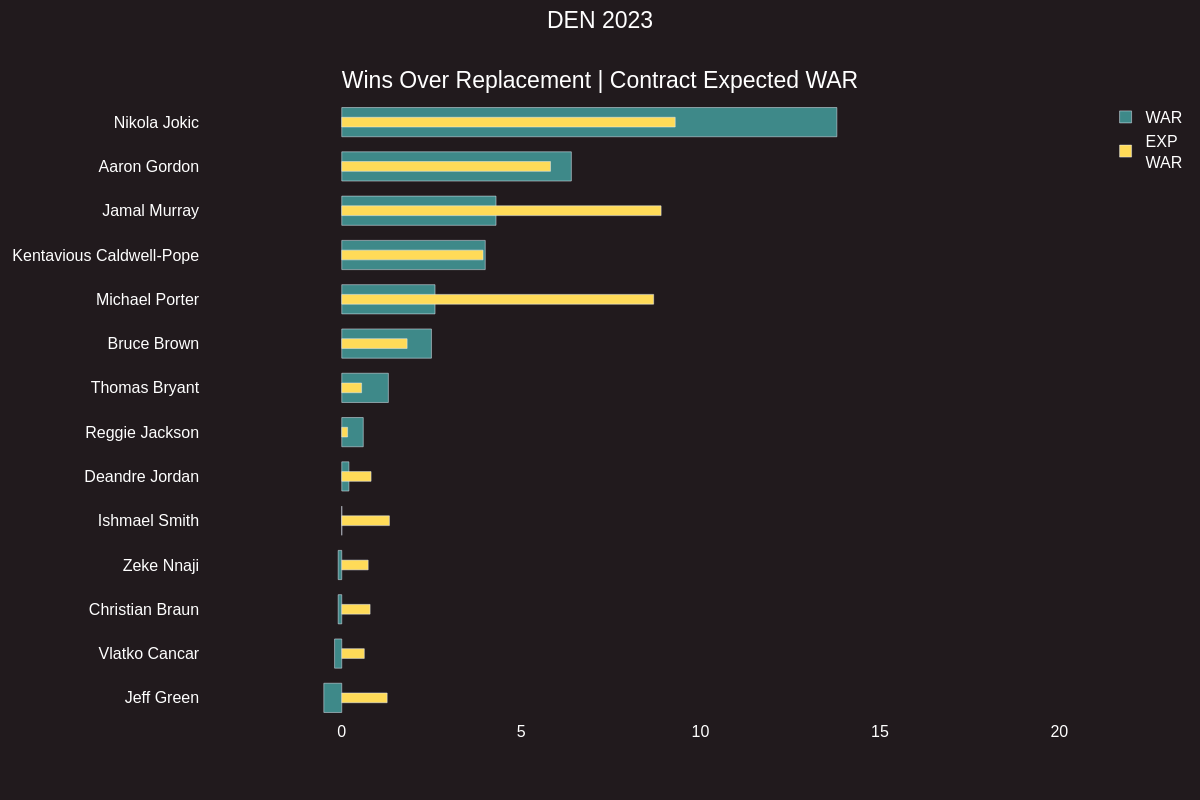 DEN 2023
Wins Over Replacement | Contract Expected WAR
Nikola Jokic
Aaron Gordon
Jamal Murray
Kentavious Caldwell-Pope
Michael Porter
Bruce Brown
Thomas Bryant
Reggie Jackson
Deandre Jordan
Ishmael Smith
Zeke Nnaji
Christian Braun
Vlatko Cancar
Jeff Green
0 5 10 15 20
WAR
EXP
WAR